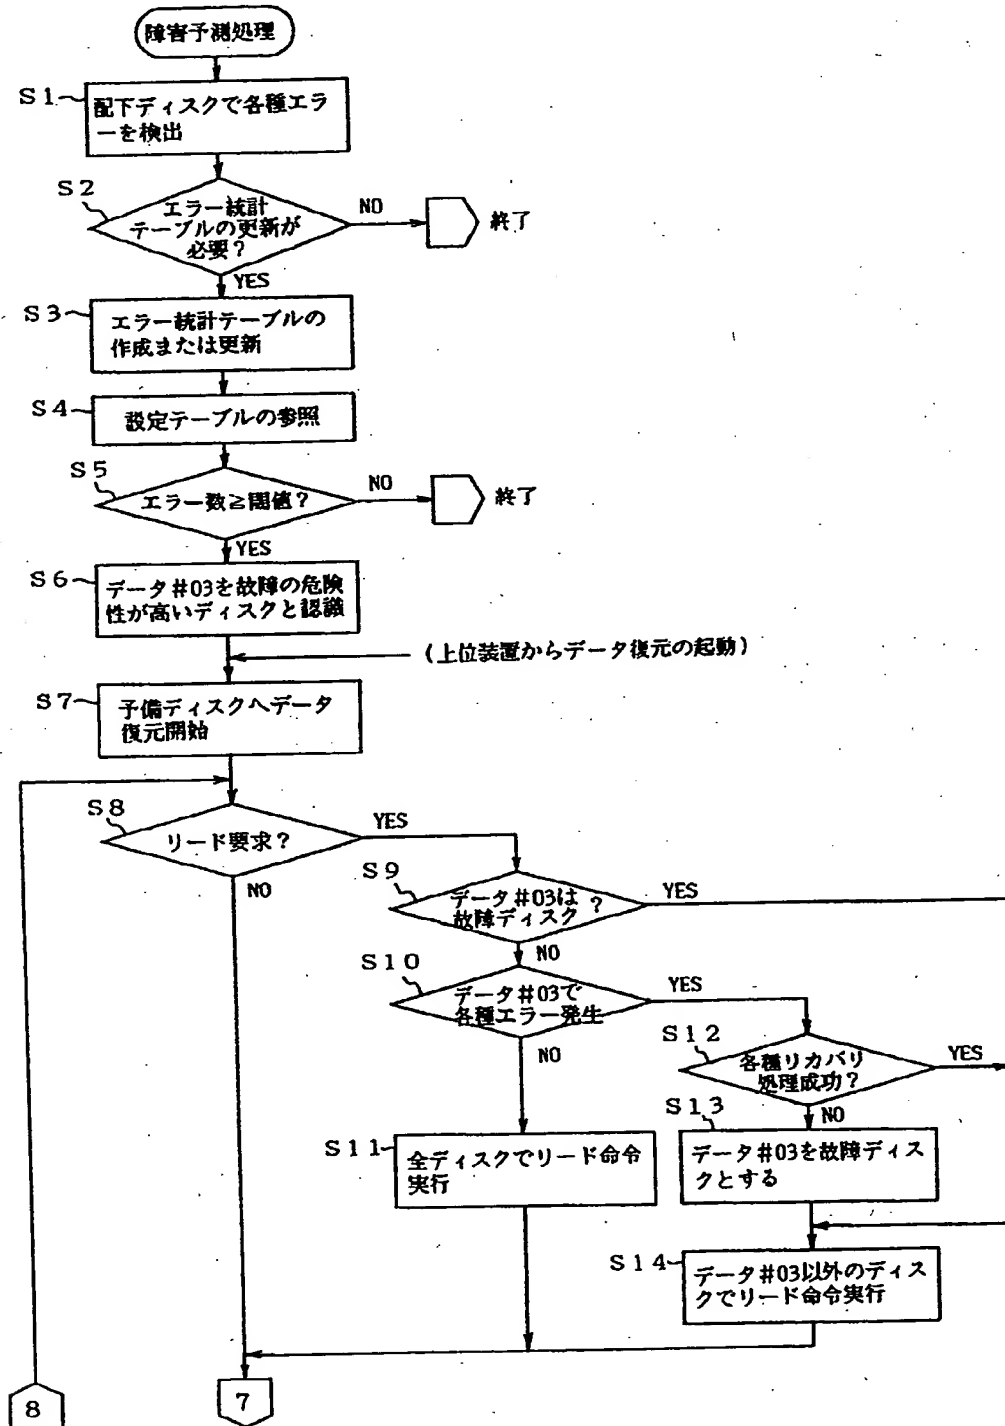 障害予測処理
S1
配下ディスクで各種エラ
ーを検出
S2
エラー統計
テーブルの更新が
必要?
NO
終了
YES
S3
エラー統計テーブルの
作成または更新
S4
設定テーブルの参照
S5
エラー数≧閾値?
NO
終了
YES
S6
データ#03を故障の危険
性が高いディスクと認識
(上位装置からデータ復元の起動)
S7
予備ディスクへデータ
復元開始
S8
リード要求?
YES
NO
S9
データ#03は
故障ディスク
?
YES
NO
S10
データ#03で
各種エラー発生
YES
NO
S12
各種リカバリ
処理成功?
YES
NO
S11
全ディスクでリード命令
実行
S13
データ#03を故障ディス
クとする
S14
データ#03以外のディス
クでリード命令実行
8
7